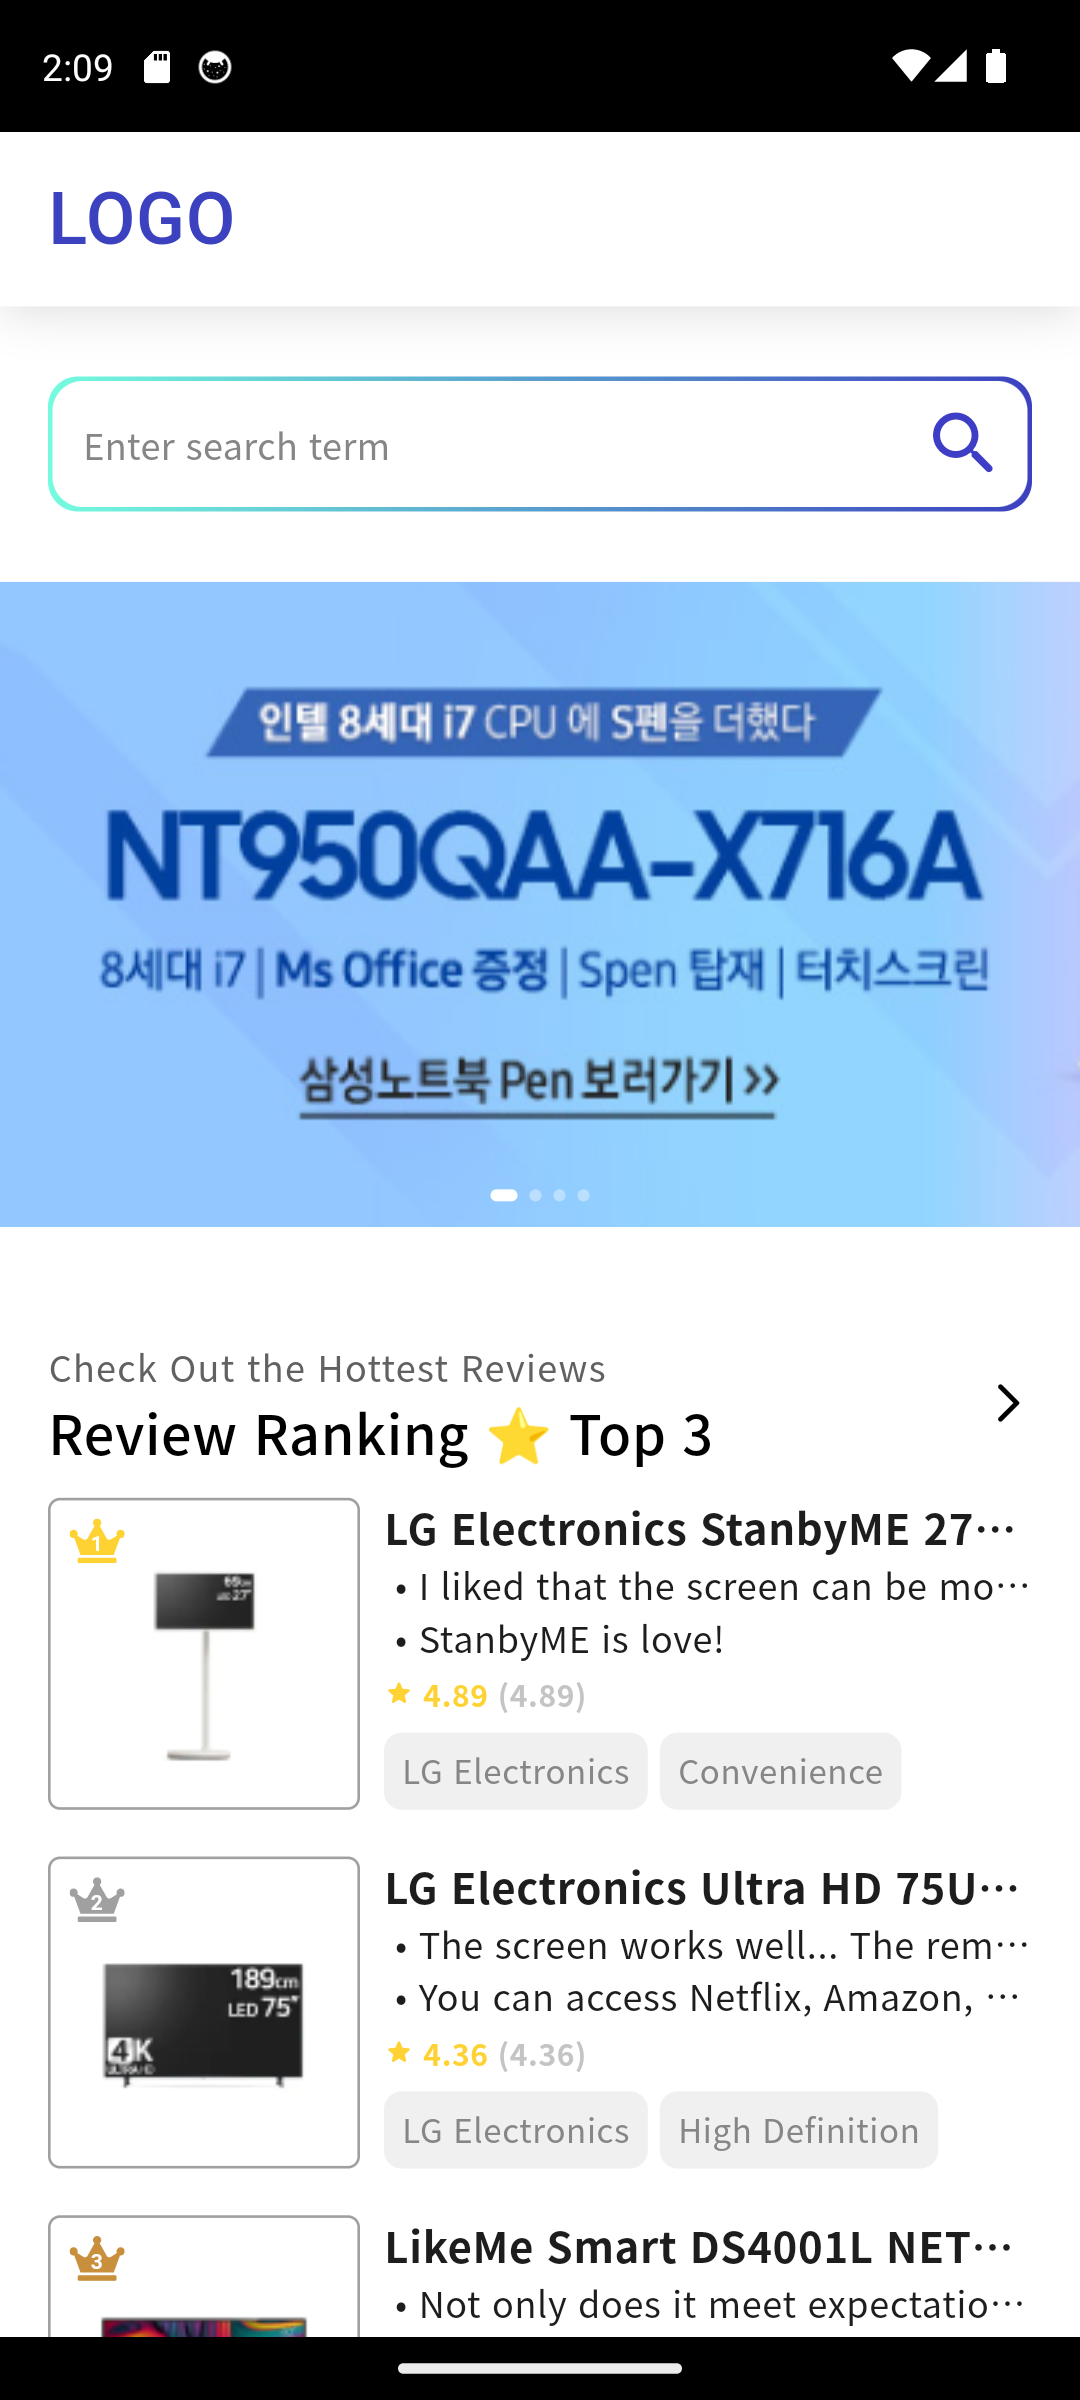 2:09
LOGO
Enter search term
인텔 8세대 i7 CPU 에 S펜을 더했다
NT950QAA-X716A
8세대 i7 | Ms Office 증정 | Spen 탑재 | 터치스크린
삼성노트북 Pen 보러가기 >>
Check Out the Hottest Reviews
Review Ranking ⭐ Top 3
1
LG Electronics StanbyME 27…
• I liked that the screen can be mo…
• StanbyME is love!
4.89 (4.89)
LG Electronics
Convenience
2
189cm
LED 75"
4K
ULTRA HD
LG Electronics Ultra HD 75U…
• The screen works well... The rem…
• You can access Netflix, Amazon, …
4.36 (4.36)
LG Electronics
High Definition
3
LikeMe Smart DS4001L NET…
• Not only does it meet expectatio…